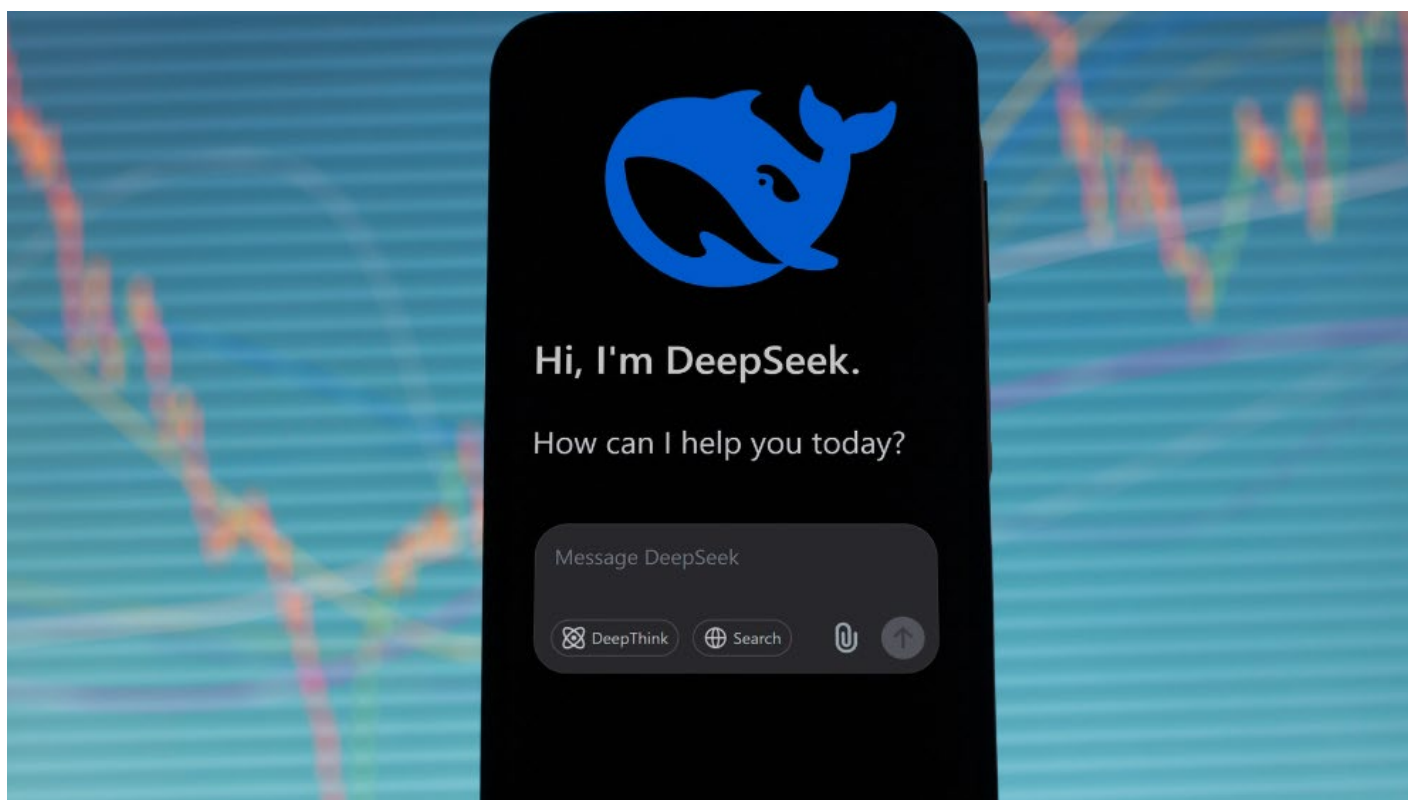 Hi, I'm DeepSeek.
How can I help you today?
Message DeepSeek
DeepThink
Search